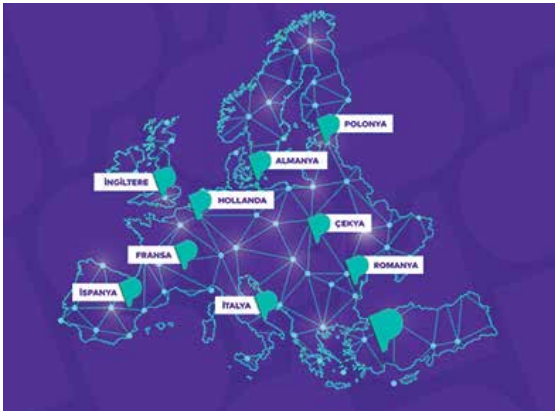 POLONYA
ALMANYA
İNGİLTERE
HOLLANDA
ÇEKYA
FRANSA
ROMANYA
İSPANYA
İTALYA